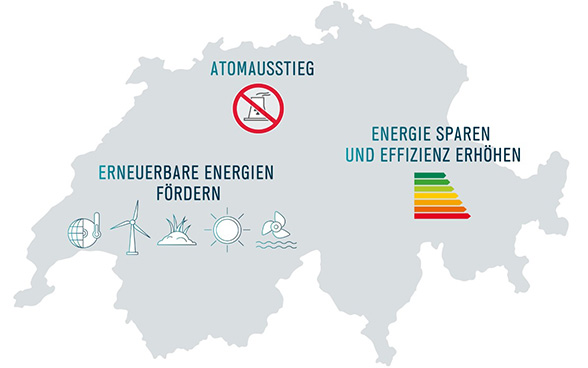 ATOMAUSSTIEG
ENERGIE SPAREN
UND EFFIZIENZ ERHÖHEN
ERNEUERBARE ENERGIEN
FÖRDERN